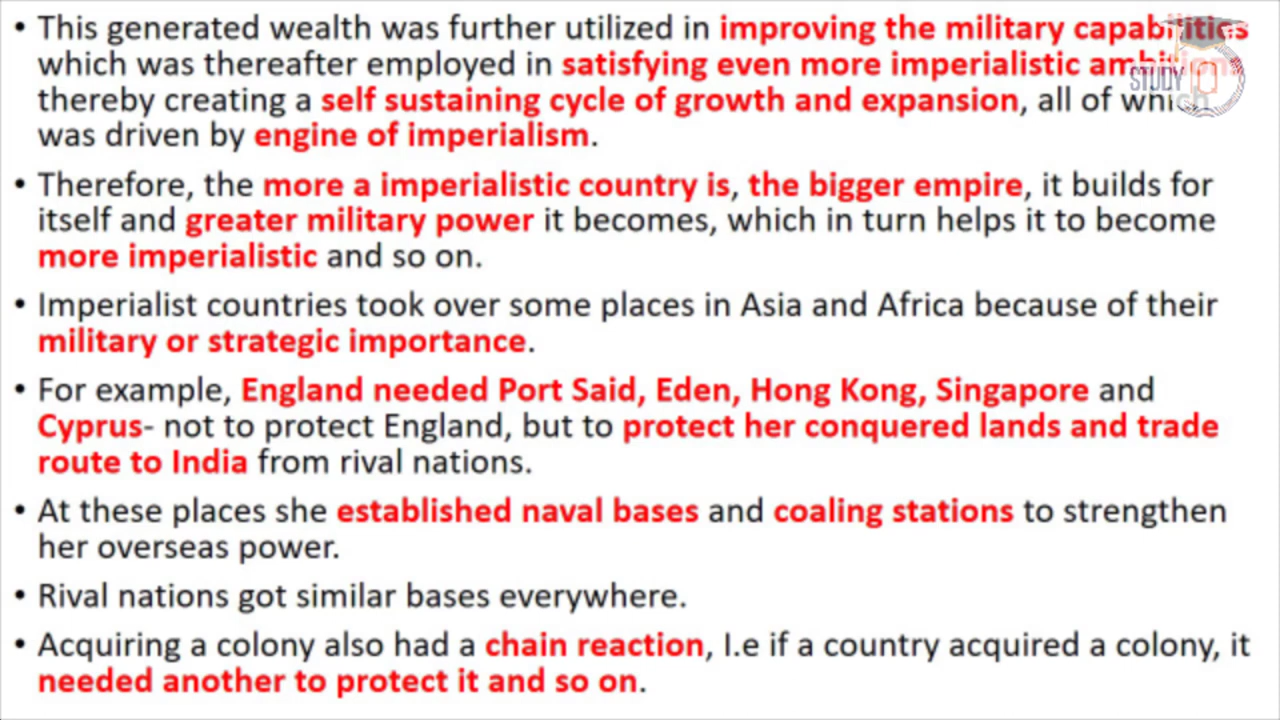 • This generated wealth was further utilized in improving the military capabilities
which was thereafter employed in satisfying even more imperialistic ambitions
thereby creating a self sustaining cycle of growth and expansion, all of which
was driven by engine of imperialism.
• Therefore, the more a imperialistic country is, the bigger empire, it builds for
itself and greater military power it becomes, which in turn helps it to become
more imperialistic and so on.
• Imperialist countries took over some places in Asia and Africa because of their
military or strategic importance.
• For example, England needed Port Said, Eden, Hong Kong, Singapore and
Cyprus- not to protect England, but to protect her conquered lands and trade
route to India from rival nations.
• At these places she established naval bases and coaling stations to strengthen
her overseas power.
• Rival nations got similar bases everywhere.
• Acquiring a colony also had a chain reaction, I.e if a country acquired a colony, it
needed another to protect it and so on.
STUDY IQ